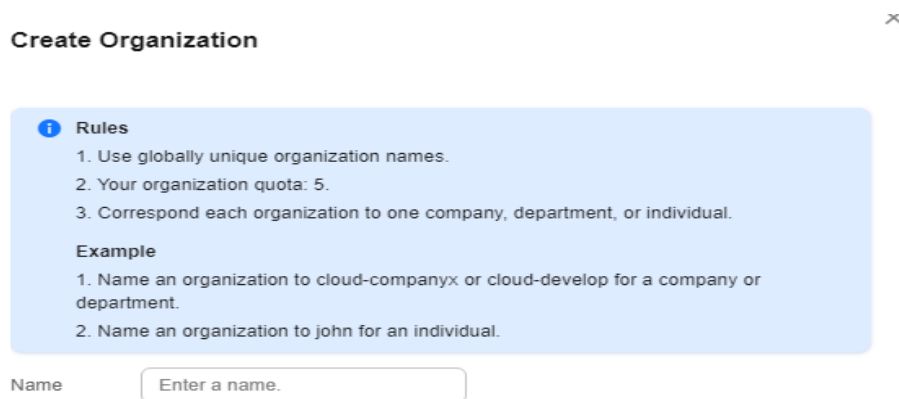 Create Organization
Rules
1. Use globally unique organization names.
2. Your organization quota: 5.
3. Correspond each organization to one company, department, or individual.
Example
1. Name an organization to cloud-companyx or cloud-develop for a company or
department.
2. Name an organization to john for an individual.
Name Enter a name.